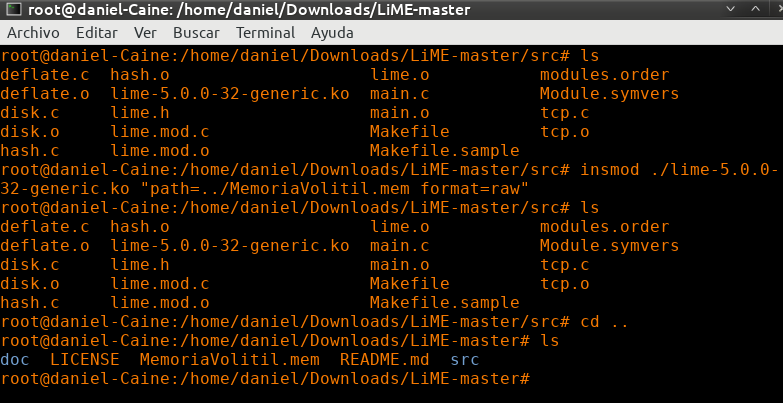 root@daniel-Caine: /home/daniel/Downloads/LiME-master
Archivo Editar Ver Buscar Terminal Ayuda
root@daniel-Caine:/home/daniel/Downloads/LiME-master/src# ls
deflate.c hash.o lime.o modules.order
deflate.o lime-5.0.0-32-generic.ko main.c Module.symvers
disk.c lime.h main.o tcp.c
disk.o lime.mod.c Makefile tcp.o
hash.c lime.mod.o Makefile.sample
root@daniel-Caine:/home/daniel/Downloads/LiME-master/src# insmod ./lime-5.0.0-
32-generic.ko "path=../MemoriaVolitil.mem format=raw"
root@daniel-Caine:/home/daniel/Downloads/LiME-master/src# ls
deflate.c hash.o lime.o modules.order
deflate.o lime-5.0.0-32-generic.ko main.c Module.symvers
disk.c lime.h main.o tcp.c
disk.o lime.mod.c Makefile tcp.o
hash.c lime.mod.o Makefile.sample
root@daniel-Caine:/home/daniel/Downloads/LiME-master/src# cd ..
root@daniel-Caine:/home/daniel/Downloads/LiME-master# ls
doc LICENSE MemoriaVolitil.mem README.md src
root@daniel-Caine:/home/daniel/Downloads/LiME-master#